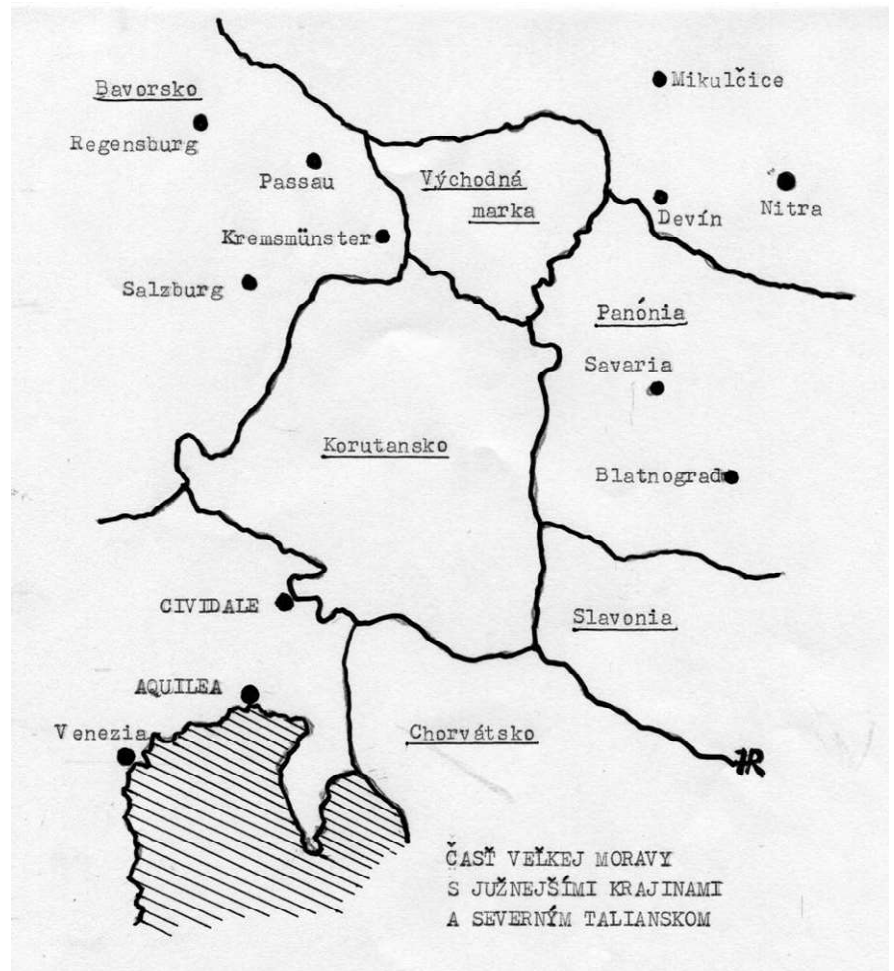 Mikulčice
Bavorsko
Regensburg
Passau
Východná
marka
Devín
Nitra
Kremsmünster
Salzburg
Panónia
Savaria
Korutansko
Blatnograd
CIVIDALE
Slavonia
AQUILEA
Venezia
Chorvátsko
ČASŤ VEĽKEJ MORAVY
S JUŽNEJŠÍMI KRAJINAMI
A SEVERNÝM TALIANSKOM